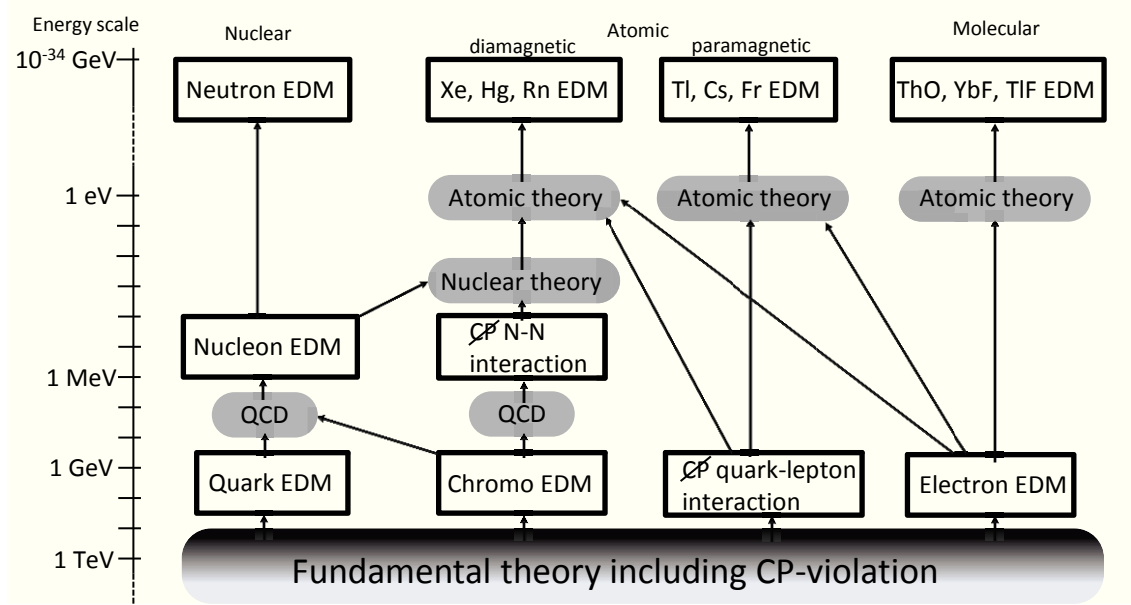 Energy scale
Nuclear
Atomic
Molecular
diamagnetic
paramagnetic
10⁻³⁴ GeV
Neutron EDM
Xe, Hg, Rn EDM
Tl, Cs, Fr EDM
ThO, YbF, TlF EDM
1 eV
Atomic theory
Atomic theory
Atomic theory
Nuclear theory
Nucleon EDM
C̸P̸ N-N
interaction
1 MeV
QCD
QCD
1 GeV
Quark EDM
Chromo EDM
C̸P̸ quark-lepton
interaction
Electron EDM
1 TeV
Fundamental theory including CP-violation